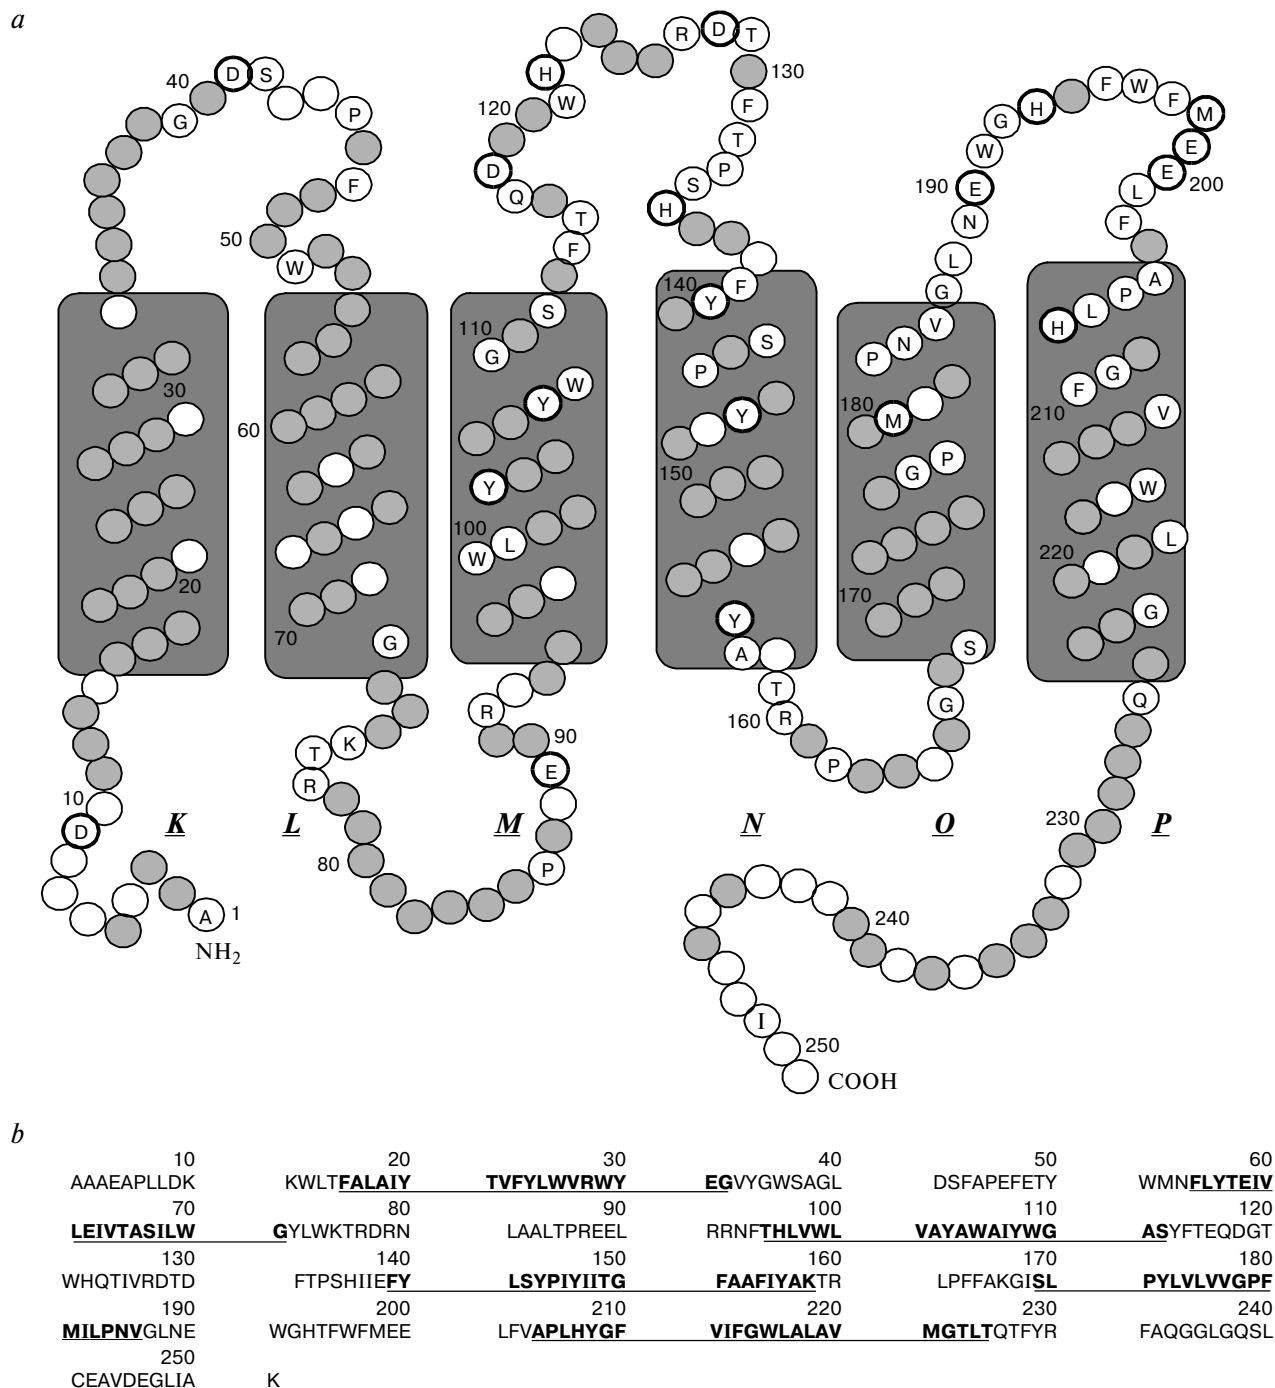 a
40 D S P G F 50 W
H W 120 D Q T F S R D T 130 F T P S H
190 E N L G W G H F W F M E E 200 L F A
30 20 10 D A 1 NH2
60 70 G K T R 80 P E 90 R
110 G Y W Y 100 W L
140 Y F P S Y 150 Y A T R 160 P
P N V 180 M G P 170 S G
H L P G F 210 V W 220 L G Q 230
K L M N O P
240 I 250 COOH
b
10 20 30 40 50 60
AAAEAPLLDK KWLTFALAIY TVFYLWVRWY EGVYGWSAGL DSFAPEFETY WMNFLYTEIV
70 80 90 100 110 120
LEIVTASILW GYLWKTRDRN LAALTPREEL RRNFTHLVWL VAYAWAIYWG ASYFTEQDGT
130 140 150 160 170 180
WHQTIVRDTD FTPSHIIEFY LSYPIYIITG FAAFIYAKTR LPFFAKGISL PYLVLVVGPF
190 200 210 220 230 240
MILPNVGLNE WGHTFWFMEE LFVAPLHYGF VIFGWLALAV MGTLTQTFYR FAQGGLGQSL
250
CEAVDEGLIA K